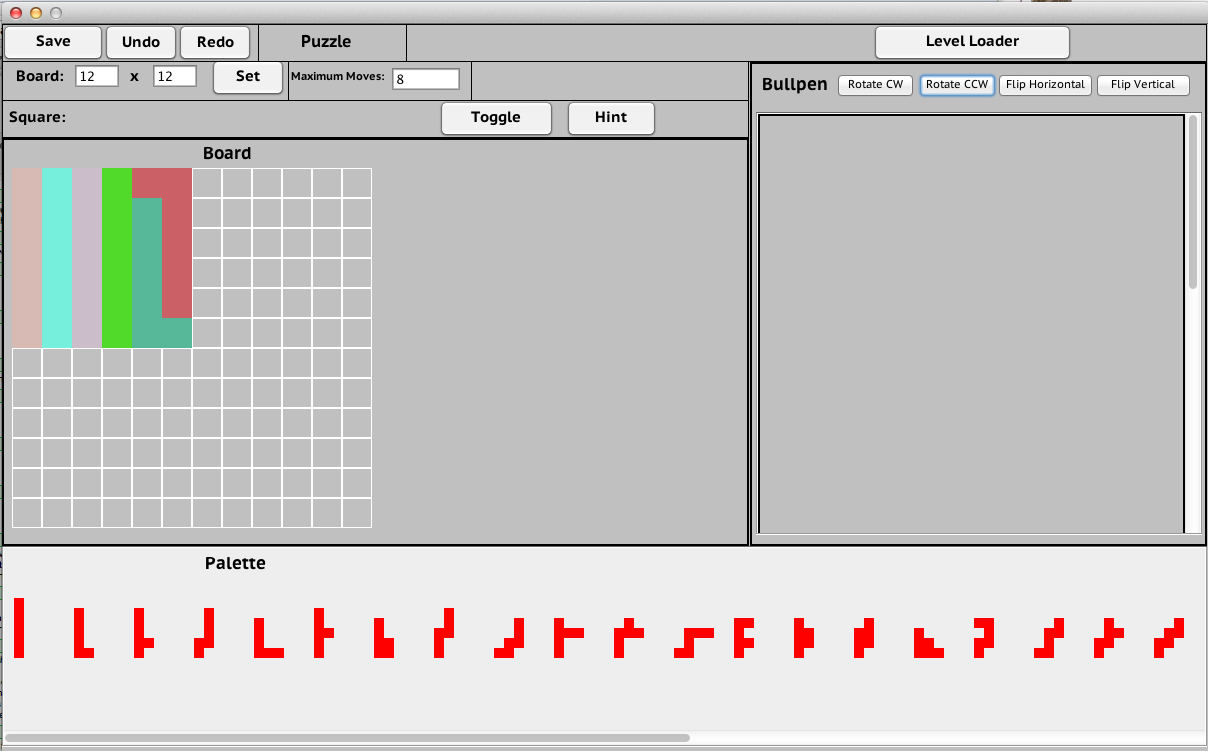 Save Undo Redo Puzzle Level Loader
Board: 12 x 12 Set Maximum Moves: 8
Bullpen Rotate CW Rotate CCW Flip Horizontal Flip Vertical
Square: Toggle Hint
Board
Palette